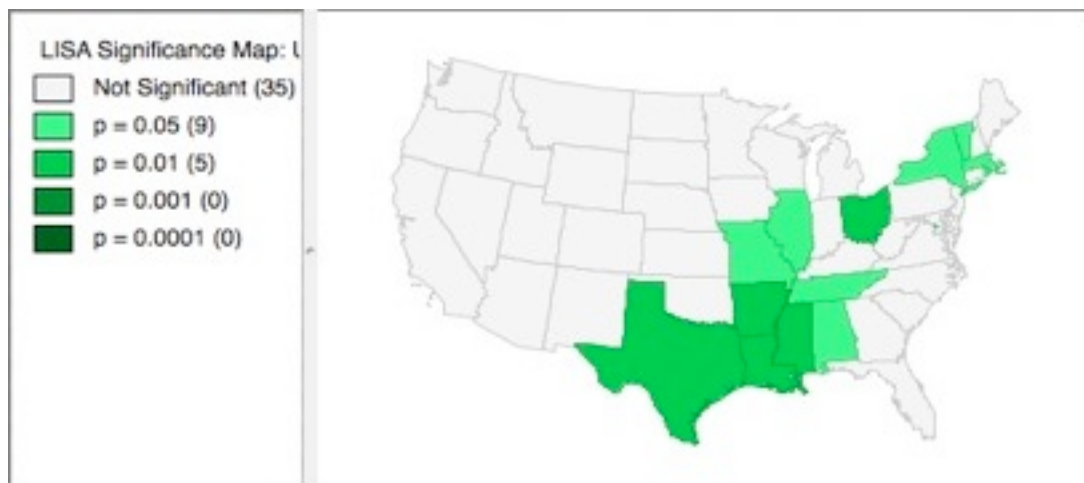 LISA Significance Map: U
Not Significant (35)
p = 0.05 (9)
p = 0.01 (5)
p = 0.001 (0)
p = 0.0001 (0)